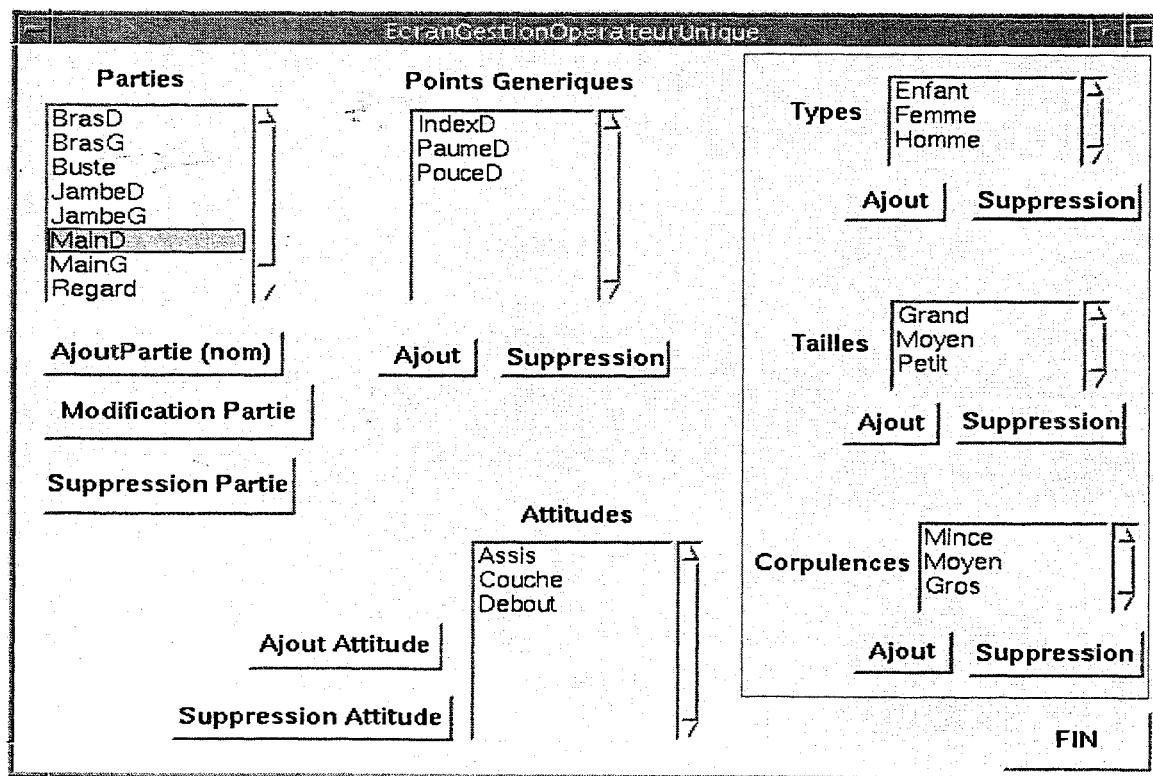 EcranGestionOperateurUnique
Parties
BrasD
BrasG
Buste
JambeD
JambeG
MainD
MainG
Regard
AjoutPartie (nom)
Modification Partie
Suppression Partie
Points Generiques
IndexD
PaumeD
PouceD
Ajout
Suppression
Attitudes
Assis
Couche
Debout
Ajout Attitude
Suppression Attitude
Types
Enfant
Femme
Homme
Ajout
Suppression
Tailles
Grand
Moyen
Petit
Ajout
Suppression
Corpulences
Mince
Moyen
Gros
Ajout
Suppression
FIN